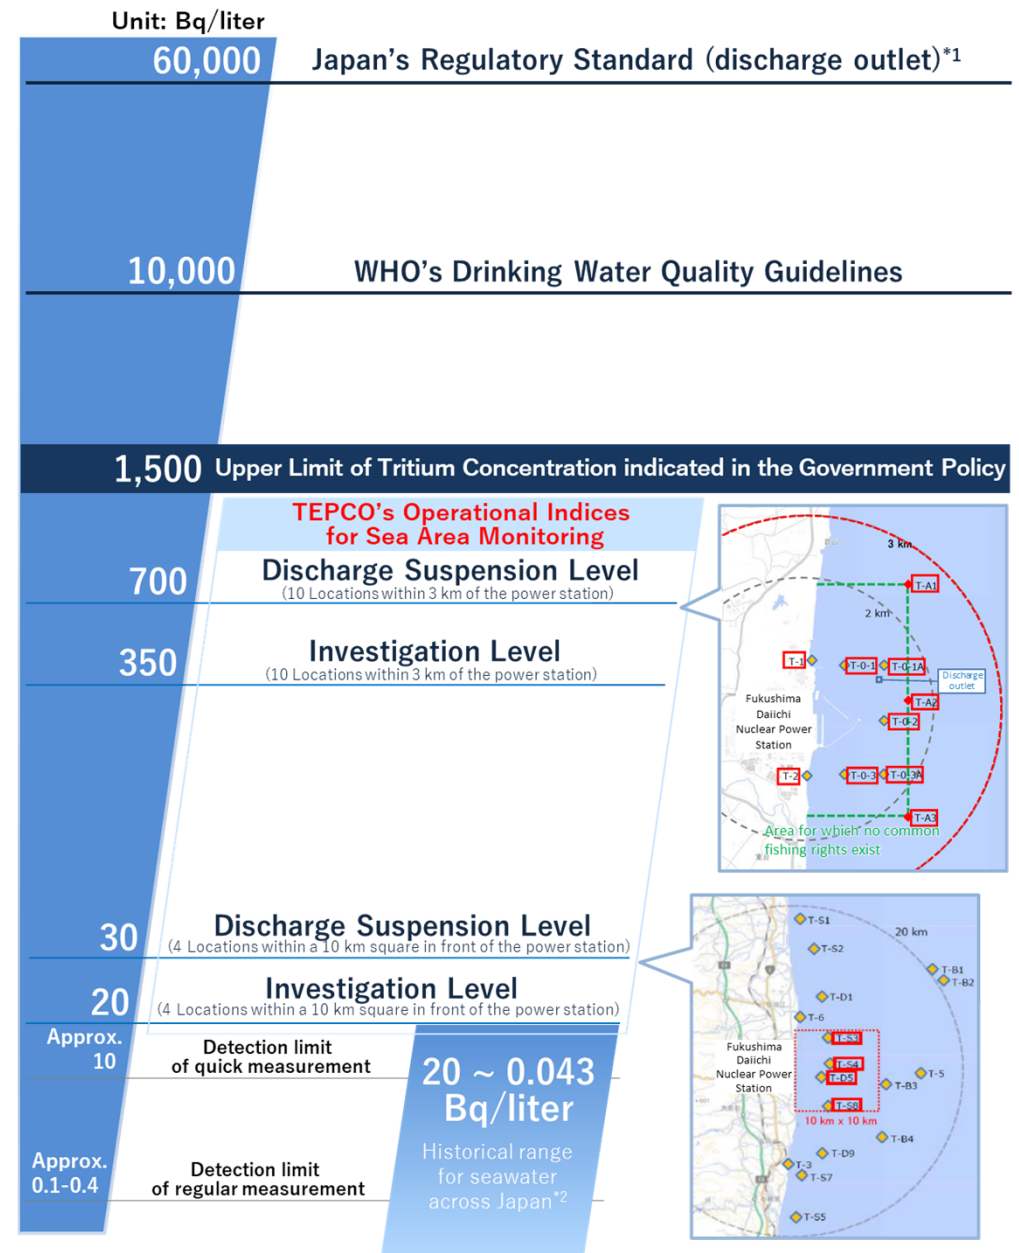 Unit: Bq/liter
60,000
Japan's Regulatory Standard (discharge outlet)*1
10,000
WHO's Drinking Water Quality Guidelines
1,500
Upper Limit of Tritium Concentration indicated in the Government Policy
TEPCO's Operational Indices
for Sea Area Monitoring
700
Discharge Suspension Level
(10 Locations within 3 km of the power station)
350
Investigation Level
(10 Locations within 3 km of the power station)
3 km
T-A1
2 km
T-1
T-0-1
T-0-1A
Discharge
outlet
T-A2
Fukushima
Daiichi
Nuclear Power
Station
T-0-2
T-2
T-0-3
T-0-3A
T-A3
Area for which no common
fishing rights exist
30
Discharge Suspension Level
(4 Locations within a 10 km square in front of the power station)
20
Investigation Level
(4 Locations within a 10 km square in front of the power station)
Approx.
10
Detection limit
of quick measurement
20 ~ 0.043
Bq/liter
Historical range
for seawater
across Japan*2
Approx.
0.1-0.4
Detection limit
of regular measurement
T-S1
20 km
T-S2
T-B1
T-B2
T-D1
T-6
T-S3
Fukushima
Daiichi
Nuclear Power
Station
T-S4
T-D5
T-5
T-B3
T-S8
10 km x 10 km
T-B4
T-D9
T-3
T-S7
T-S5